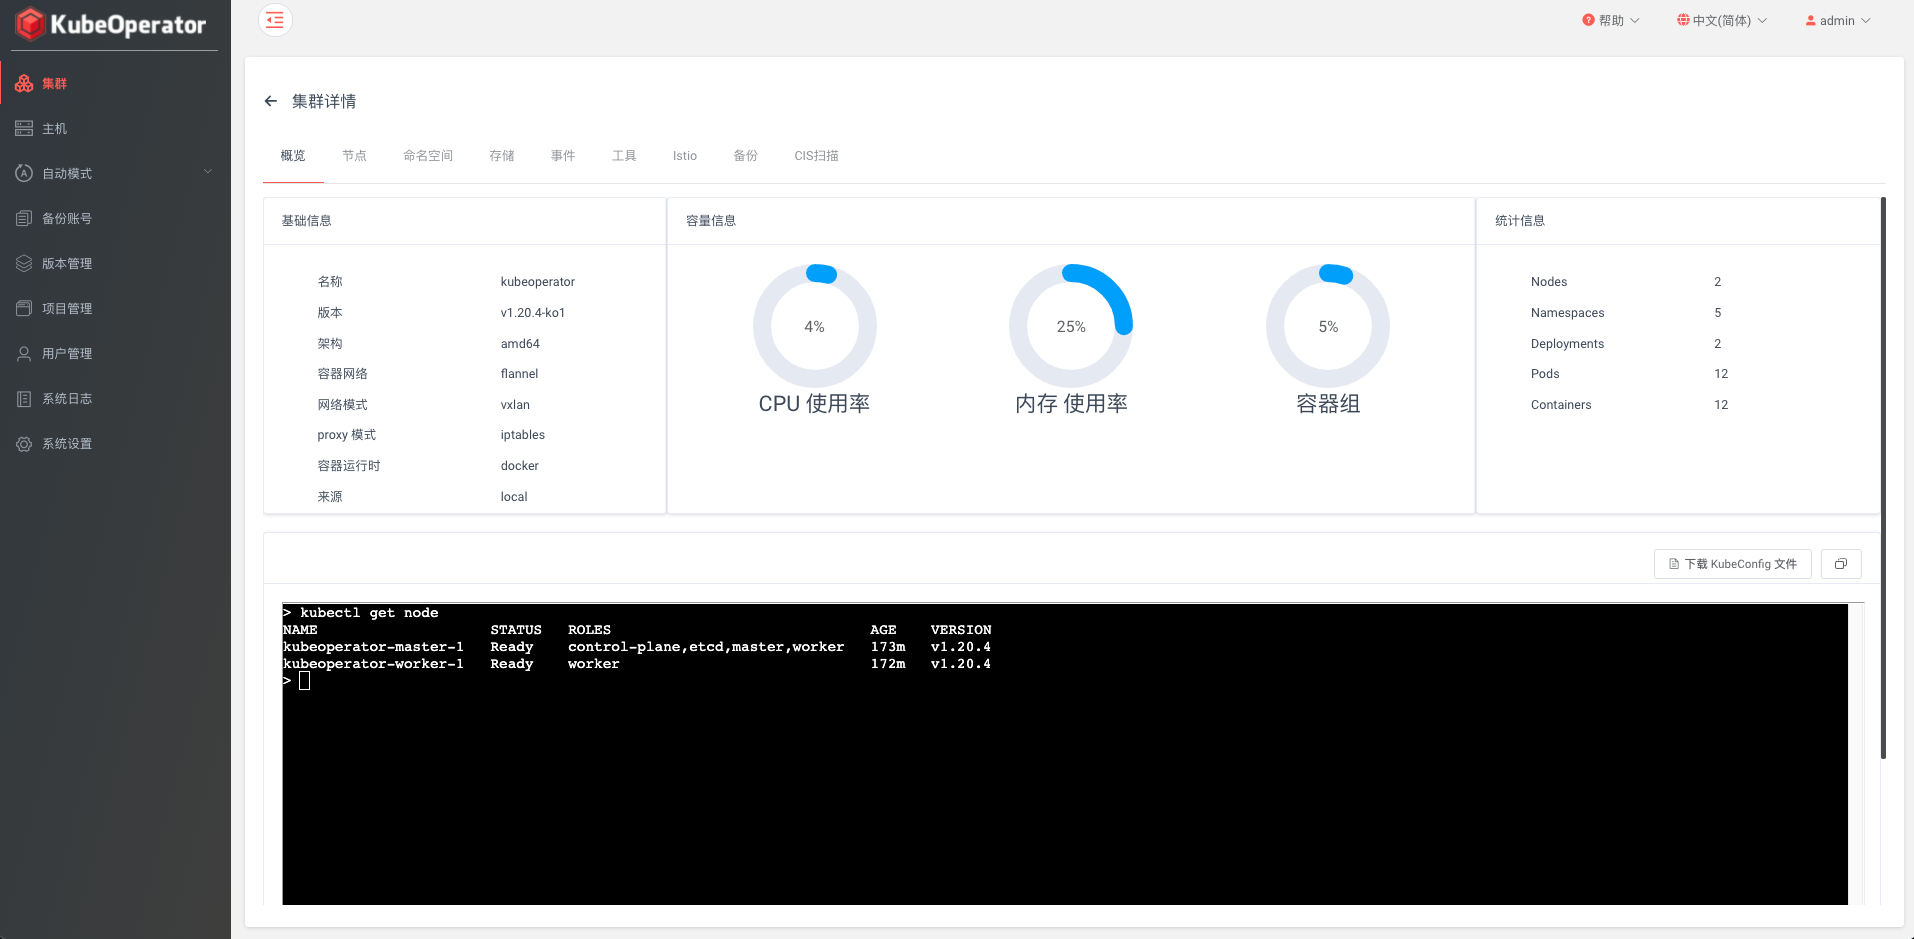 KubeOperator
帮助
中文(简体)
admin
集群
主机
自动模式
备份账号
版本管理
项目管理
用户管理
系统日志
系统设置
集群详情
概览 节点 命名空间 存储 事件 工具 Istio 备份 CIS扫描
基础信息
名称 kubeoperator
版本 v1.20.4-ko1
架构 amd64
容器网络 flannel
网络模式 vxlan
proxy 模式 iptables
容器运行时 docker
来源 local
容量信息
4% 25% 5%
CPU 使用率 内存 使用率 容器组
统计信息
Nodes 2
Namespaces 5
Deployments 2
Pods 12
Containers 12
下载 KubeConfig 文件
> kubectl get node
NAME STATUS ROLES AGE VERSION
kubeoperator-master-1 Ready control-plane,etcd,master,worker 173m v1.20.4
kubeoperator-worker-1 Ready worker 172m v1.20.4
>